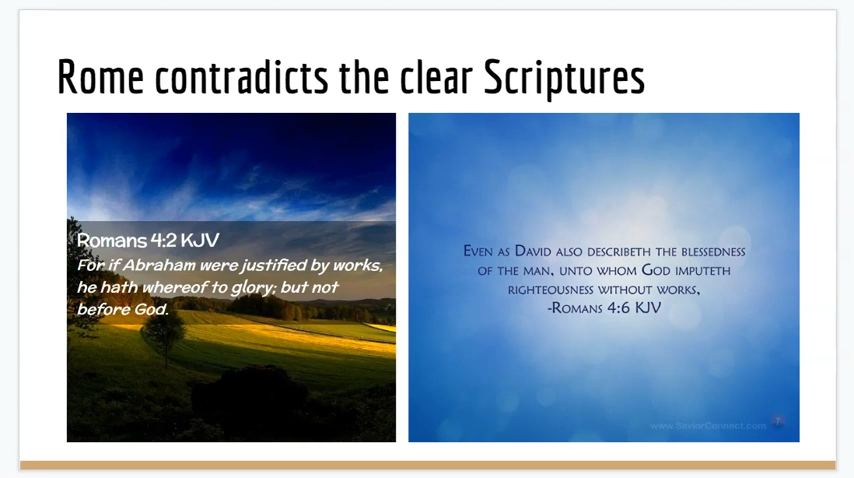 Rome contradicts the clear Scriptures
Romans 4:2 KJV
For if Abraham were justified by works,
he hath whereof to glory; but not
before God.
Even as David also describeth the blessedness
of the man, unto whom God imputeth
righteousness without works,
-Romans 4:6 KJV
www.SaviorConnect.com